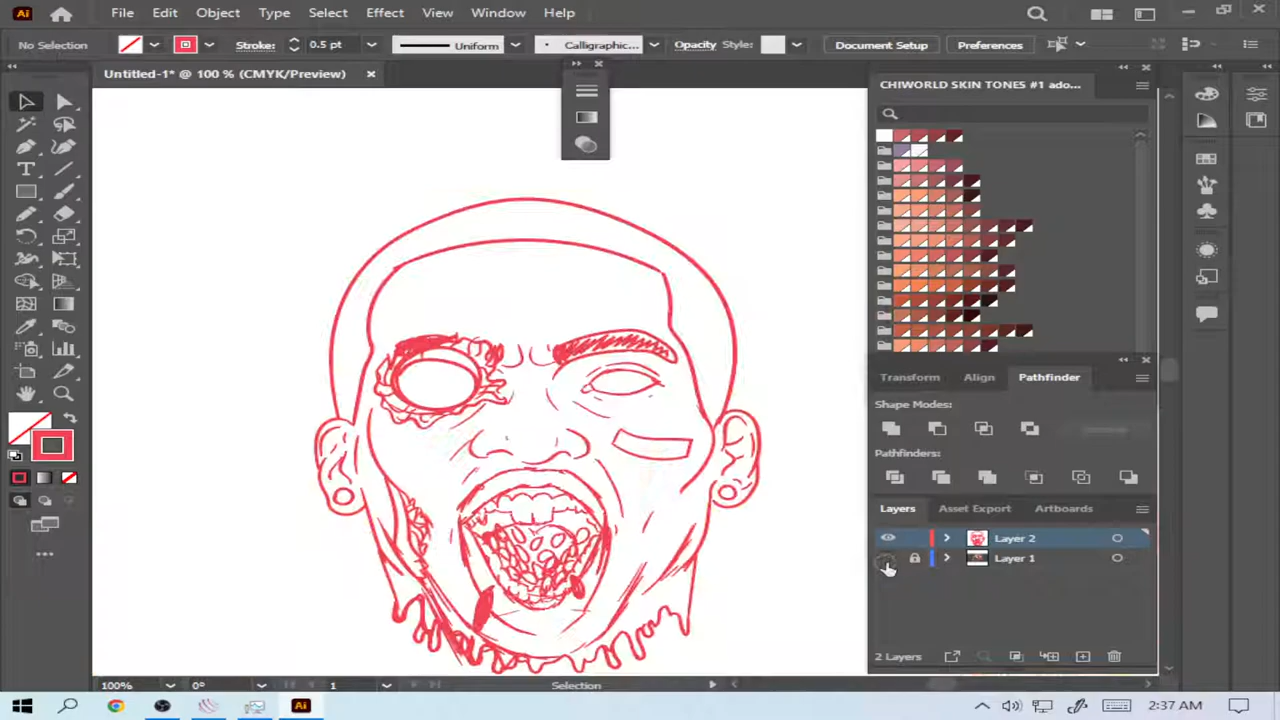 Ai File Edit Object Type Select Effect View Window Help
No Selection Stroke: 0.5 pt Uniform Calligraphic... Opacity Style: Document Setup Preferences
Untitled-1* @ 100 % (CMYK/Preview)
CHIWORLD SKIN TONES #1 ado...
Transform Align Pathfinder
Shape Modes:
Pathfinders:
Layers Asset Export Artboards
Layer 2
Layer 1
2 Layers
100% 0° 1 Selection
Ai 2:37 AM